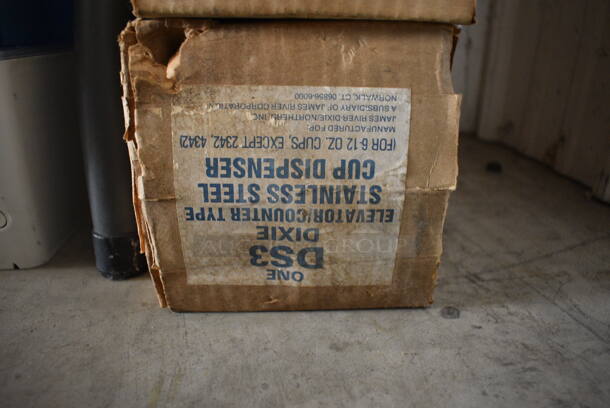 ONE
DS3
DIXIE
ELEVATOR/COUNTER TYPE
STAINLESS STEEL
CUP DISPENSER
(FOR 6-12 OZ. CUPS, EXCEPT 2342, 4342)
MANUFACTURED FOR:
JAMES RIVER DIXIE/NORTHERN, INC.
A SUBSIDIARY OF JAMES RIVER CORPORATION
NORWALK, CT. 06856-6000
GROUP